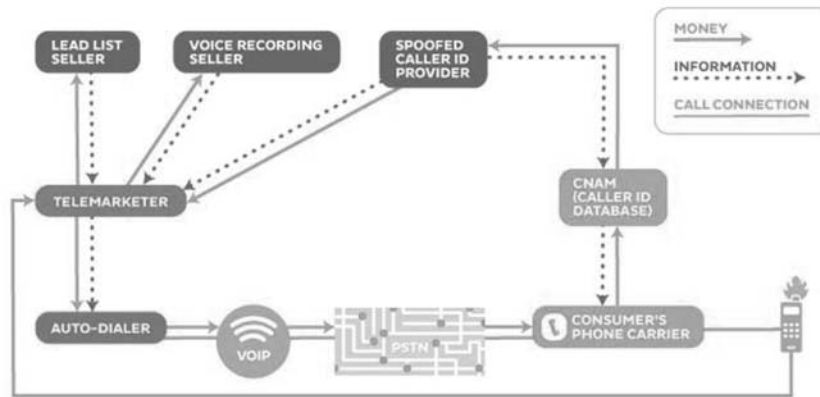 LEAD LIST
SELLER
VOICE RECORDING
SELLER
SPOOFED
CALLER ID
PROVIDER
MONEY
INFORMATION
CALL CONNECTION
TELEMARKETER
CNAM
(CALLER ID
DATABASE)
AUTO-DIALER
VOIP
PSTN
CONSUMER'S
PHONE CARRIER